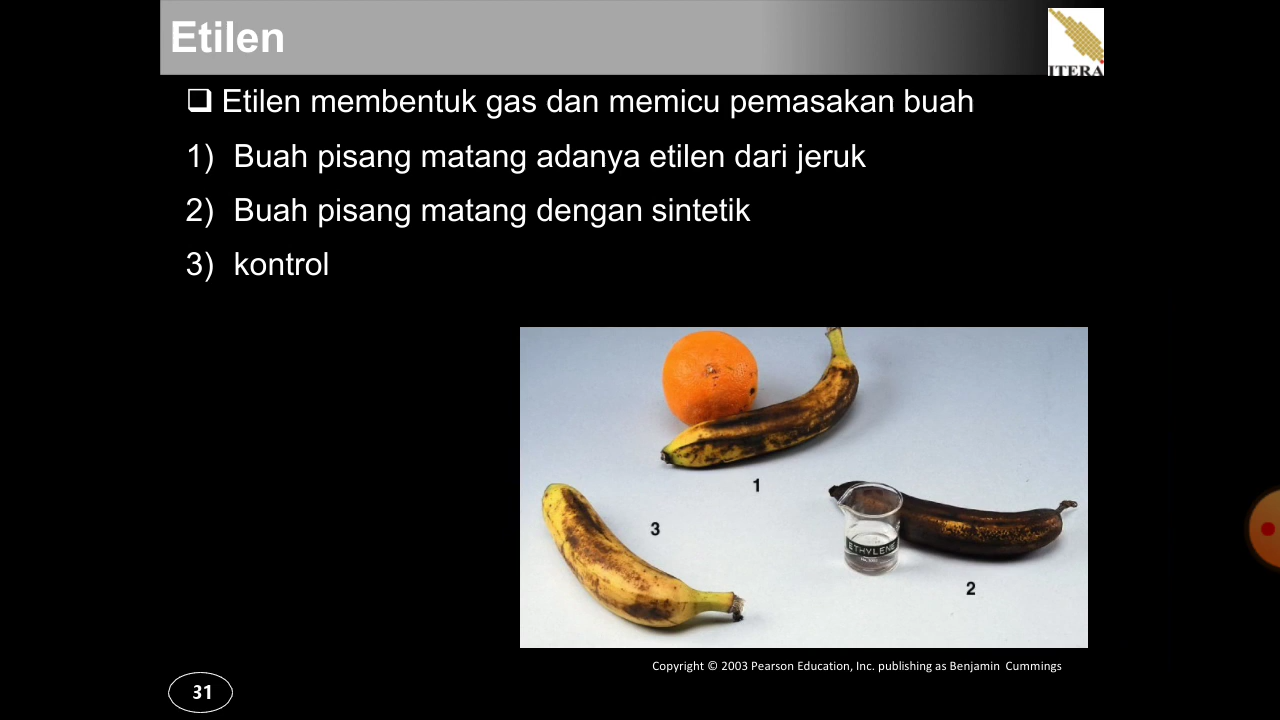 Etilen
ITERA
❑ Etilen membentuk gas dan memicu pemasakan buah
1) Buah pisang matang adanya etilen dari jeruk
2) Buah pisang matang dengan sintetik
3) kontrol
1
3
ETHYLENE
2
Copyright © 2003 Pearson Education, Inc. publishing as Benjamin Cummings
31